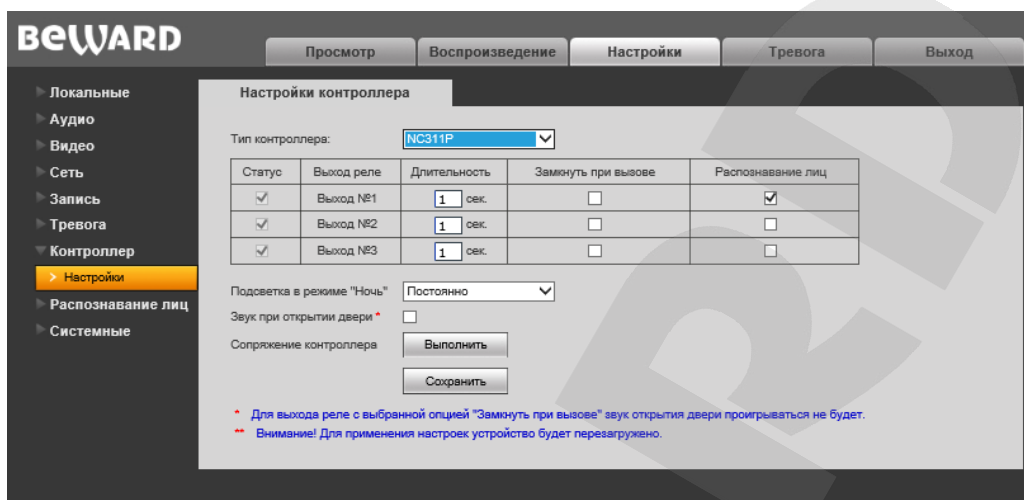 BEWARD
Просмотр
Воспроизведение
Настройки
Тревога
Выход
Локальные
Аудио
Видео
Сеть
Запись
Тревога
Контроллер
> Настройки
Распознавание лиц
Системные
Настройки контроллера
Тип контроллера: NC311P
Статус Выход реле Длительность Замкнуть при вызове Распознавание лиц
Выход №1 1 сек.
Выход №2 1 сек.
Выход №3 1 сек.
Подсветка в режиме "Ночь" Постоянно
Звук при открытии двери *
Сопряжение контроллера Выполнить
Сохранить
* Для выхода реле с выбранной опцией "Замкнуть при вызове" звук открытия двери проигрываться не будет.
** Внимание! Для применения настроек устройство будет перезагружено.